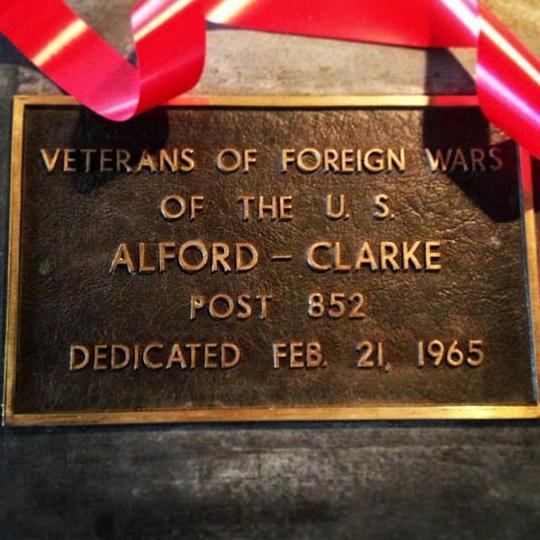 VETERANS OF FOREIGN WARS
OF THE U. S.
ALFORD - CLARKE
POST 852
DEDICATED FEB. 21, 1965